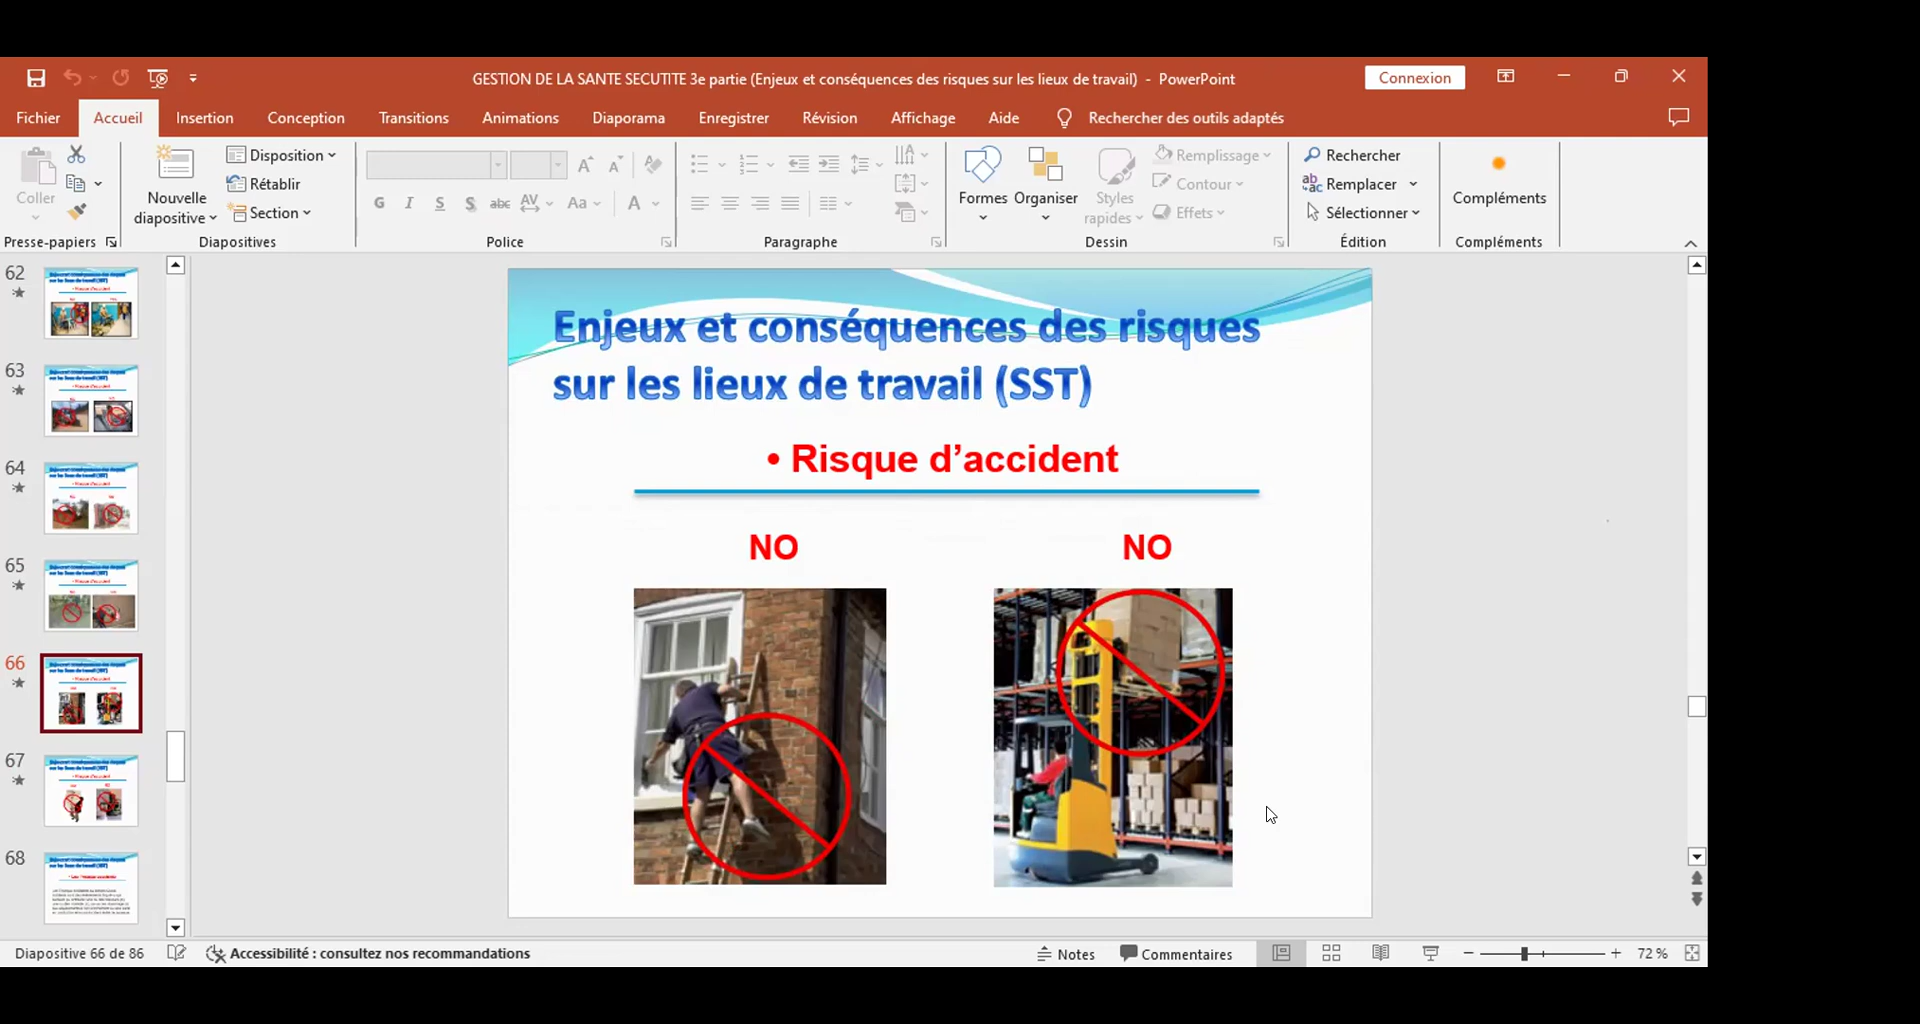 GESTION DE LA SANTE SECUTITE 3e partie (Enjeux et conséquences des risques sur les lieux de travail) - PowerPoint
Connexion
Fichier Accueil Insertion Conception Transitions Animations Diaporama Enregistrer Révision Affichage Aide Rechercher des outils adaptés
Coller
Nouvelle diapositive
Disposition
Rétablir
Section
G I S S abc AV Aa A
Formes
Organiser
Styles rapides
Remplissage
Contour
Effets
Rechercher
Remplacer
Sélectionner
Compléments
Presse-papiers Diapositives Police Paragraphe Dessin Édition Compléments
62
63
64
65
66
67
68
Enjeux et conséquences des risques
sur les lieux de travail (SST)
• Risque d’accident
NO NO
Diapositive 66 de 86 Accessibilité : consultez nos recommandations Notes Commentaires 72 %